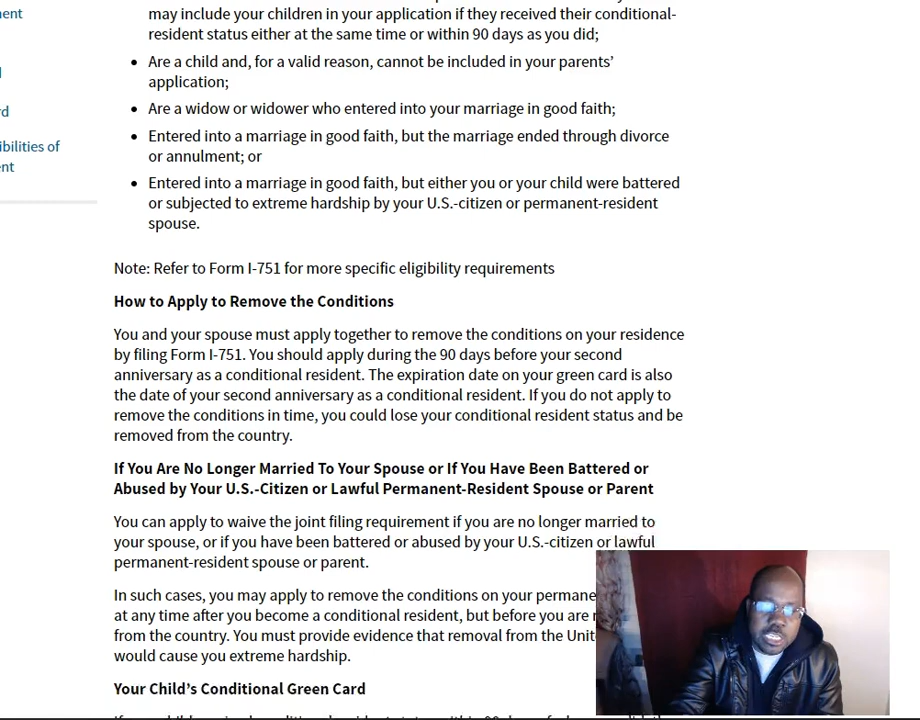 ent
rd
ibilities of
ent
may include your children in your application if they received their conditional-
resident status either at the same time or within 90 days as you did;
• Are a child and, for a valid reason, cannot be included in your parents'
application;
• Are a widow or widower who entered into your marriage in good faith;
• Entered into a marriage in good faith, but the marriage ended through divorce
or annulment; or
• Entered into a marriage in good faith, but either you or your child were battered
or subjected to extreme hardship by your U.S.-citizen or permanent-resident
spouse.
Note: Refer to Form I-751 for more specific eligibility requirements
How to Apply to Remove the Conditions
You and your spouse must apply together to remove the conditions on your residence
by filing Form I-751. You should apply during the 90 days before your second
anniversary as a conditional resident. The expiration date on your green card is also
the date of your second anniversary as a conditional resident. If you do not apply to
remove the conditions in time, you could lose your conditional resident status and be
removed from the country.
If You Are No Longer Married To Your Spouse or If You Have Been Battered or
Abused by Your U.S.-Citizen or Lawful Permanent-Resident Spouse or Parent
You can apply to waive the joint filing requirement if you are no longer married to
your spouse, or if you have been battered or abused by your U.S.-citizen or lawful
permanent-resident spouse or parent.
In such cases, you may apply to remove the conditions on your permane
at any time after you become a conditional resident, but before you are
from the country. You must provide evidence that removal from the Unit
would cause you extreme hardship.
Your Child's Conditional Green Card